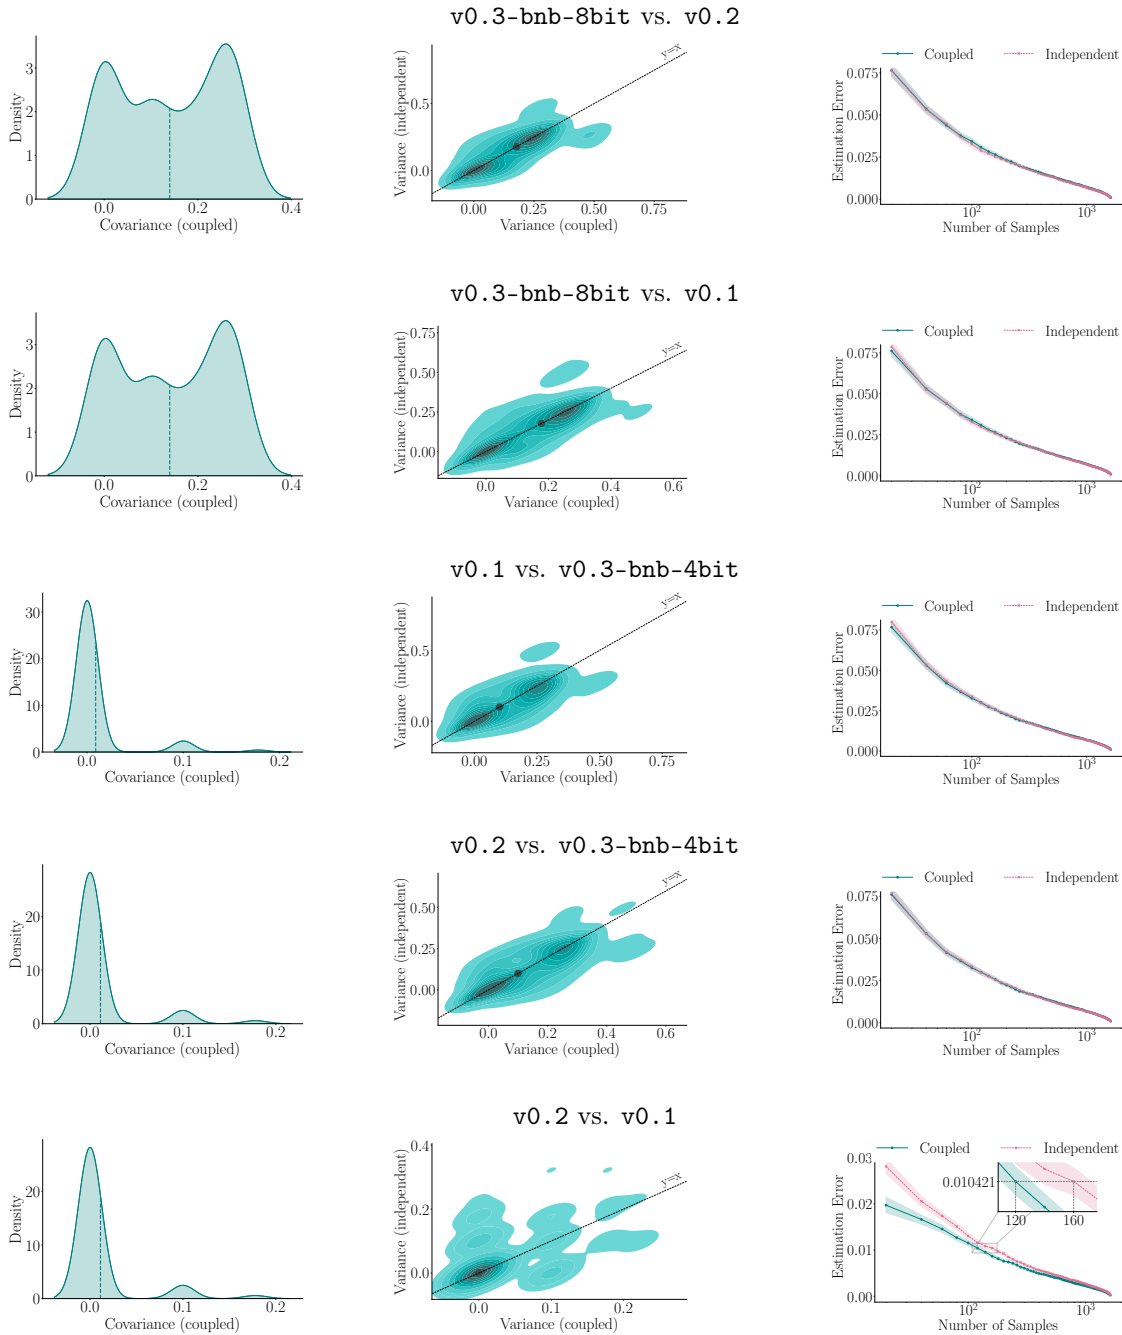 v0.3-bnb-8bit vs. v0.2
Density
3
2
1
0
0.0 0.2 0.4
Covariance (coupled)
Variance (independent)
0.5
0.0
y=x
0.00 0.25 0.50 0.75
Variance (coupled)
Coupled Independent
Estimation Error
0.075
0.050
0.025
0.000
10² 10³
Number of Samples
v0.3-bnb-8bit vs. v0.1
Density
3
2
1
0
0.0 0.2 0.4
Covariance (coupled)
Variance (independent)
0.75
0.50
0.25
0.00
y=x
0.0 0.2 0.4 0.6
Variance (coupled)
Coupled Independent
Estimation Error
0.075
0.050
0.025
0.000
10² 10³
Number of Samples
v0.1 vs. v0.3-bnb-4bit
Density
30
20
10
0
0.0 0.1 0.2
Covariance (coupled)
Variance (independent)
0.5
0.0
y=x
0.00 0.25 0.50 0.75
Variance (coupled)
Coupled Independent
Estimation Error
0.075
0.050
0.025
0.000
10² 10³
Number of Samples
v0.2 vs. v0.3-bnb-4bit
Density
20
10
0
0.0 0.1 0.2
Covariance (coupled)
Variance (independent)
0.50
0.25
0.00
y=x
0.0 0.2 0.4 0.6
Variance (coupled)
Coupled Independent
Estimation Error
0.075
0.050
0.025
0.000
10² 10³
Number of Samples
v0.2 vs. v0.1
Density
20
10
0
0.0 0.1 0.2
Covariance (coupled)
Variance (independent)
0.4
0.2
0.0
y=x
0.0 0.1 0.2
Variance (coupled)
Coupled Independent
Estimation Error
0.03
0.02
0.01
0.00
0.010421
120 160
10² 10³
Number of Samples